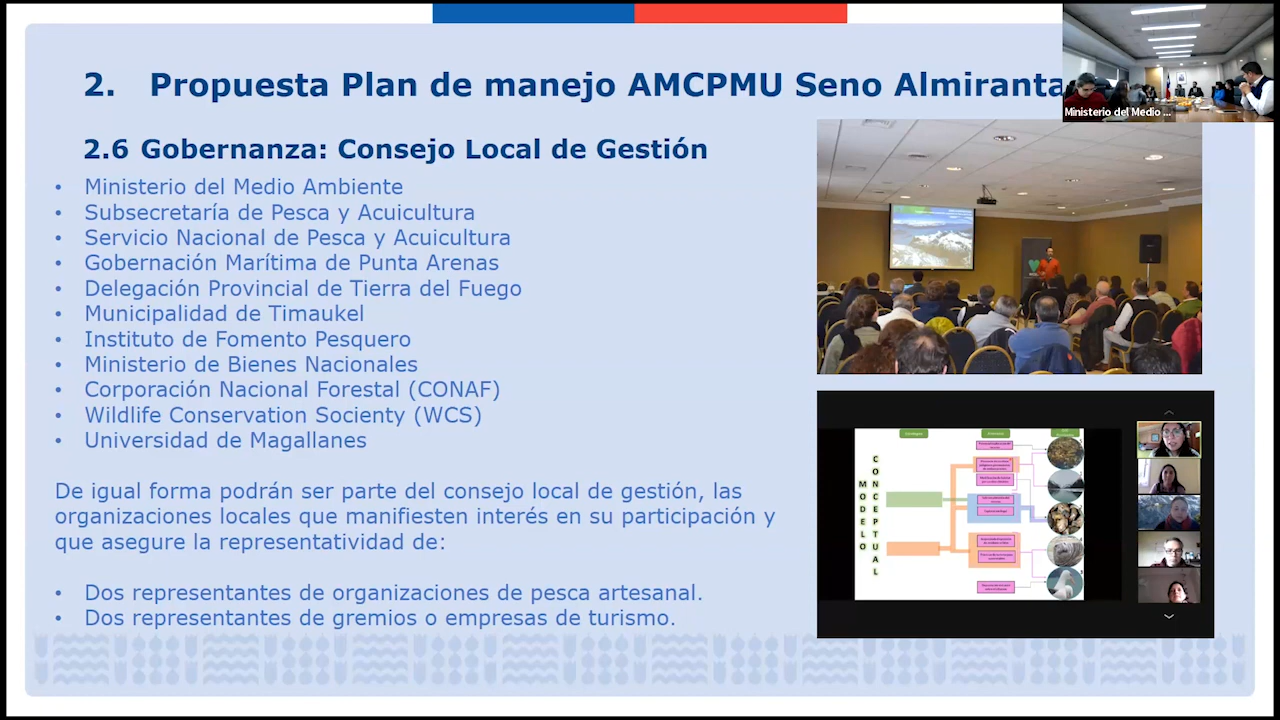 2. Propuesta Plan de manejo AMCPMU Seno Almiranta
Ministerio del Medio ...
2.6 Gobernanza: Consejo Local de Gestión
• Ministerio del Medio Ambiente
• Subsecretaría de Pesca y Acuicultura
• Servicio Nacional de Pesca y Acuicultura
• Gobernación Marítima de Punta Arenas
• Delegación Provincial de Tierra del Fuego
• Municipalidad de Timaukel
• Instituto de Fomento Pesquero
• Ministerio de Bienes Nacionales
• Corporación Nacional Forestal (CONAF)
• Wildlife Conservation Socienty (WCS)
• Universidad de Magallanes
De igual forma podrán ser parte del consejo local de gestión, las
organizaciones locales que manifiesten interés en su participación y
que asegure la representatividad de:
• Dos representantes de organizaciones de pesca artesanal.
• Dos representantes de gremios o empresas de turismo.
MODELO
CONCEPTUAL